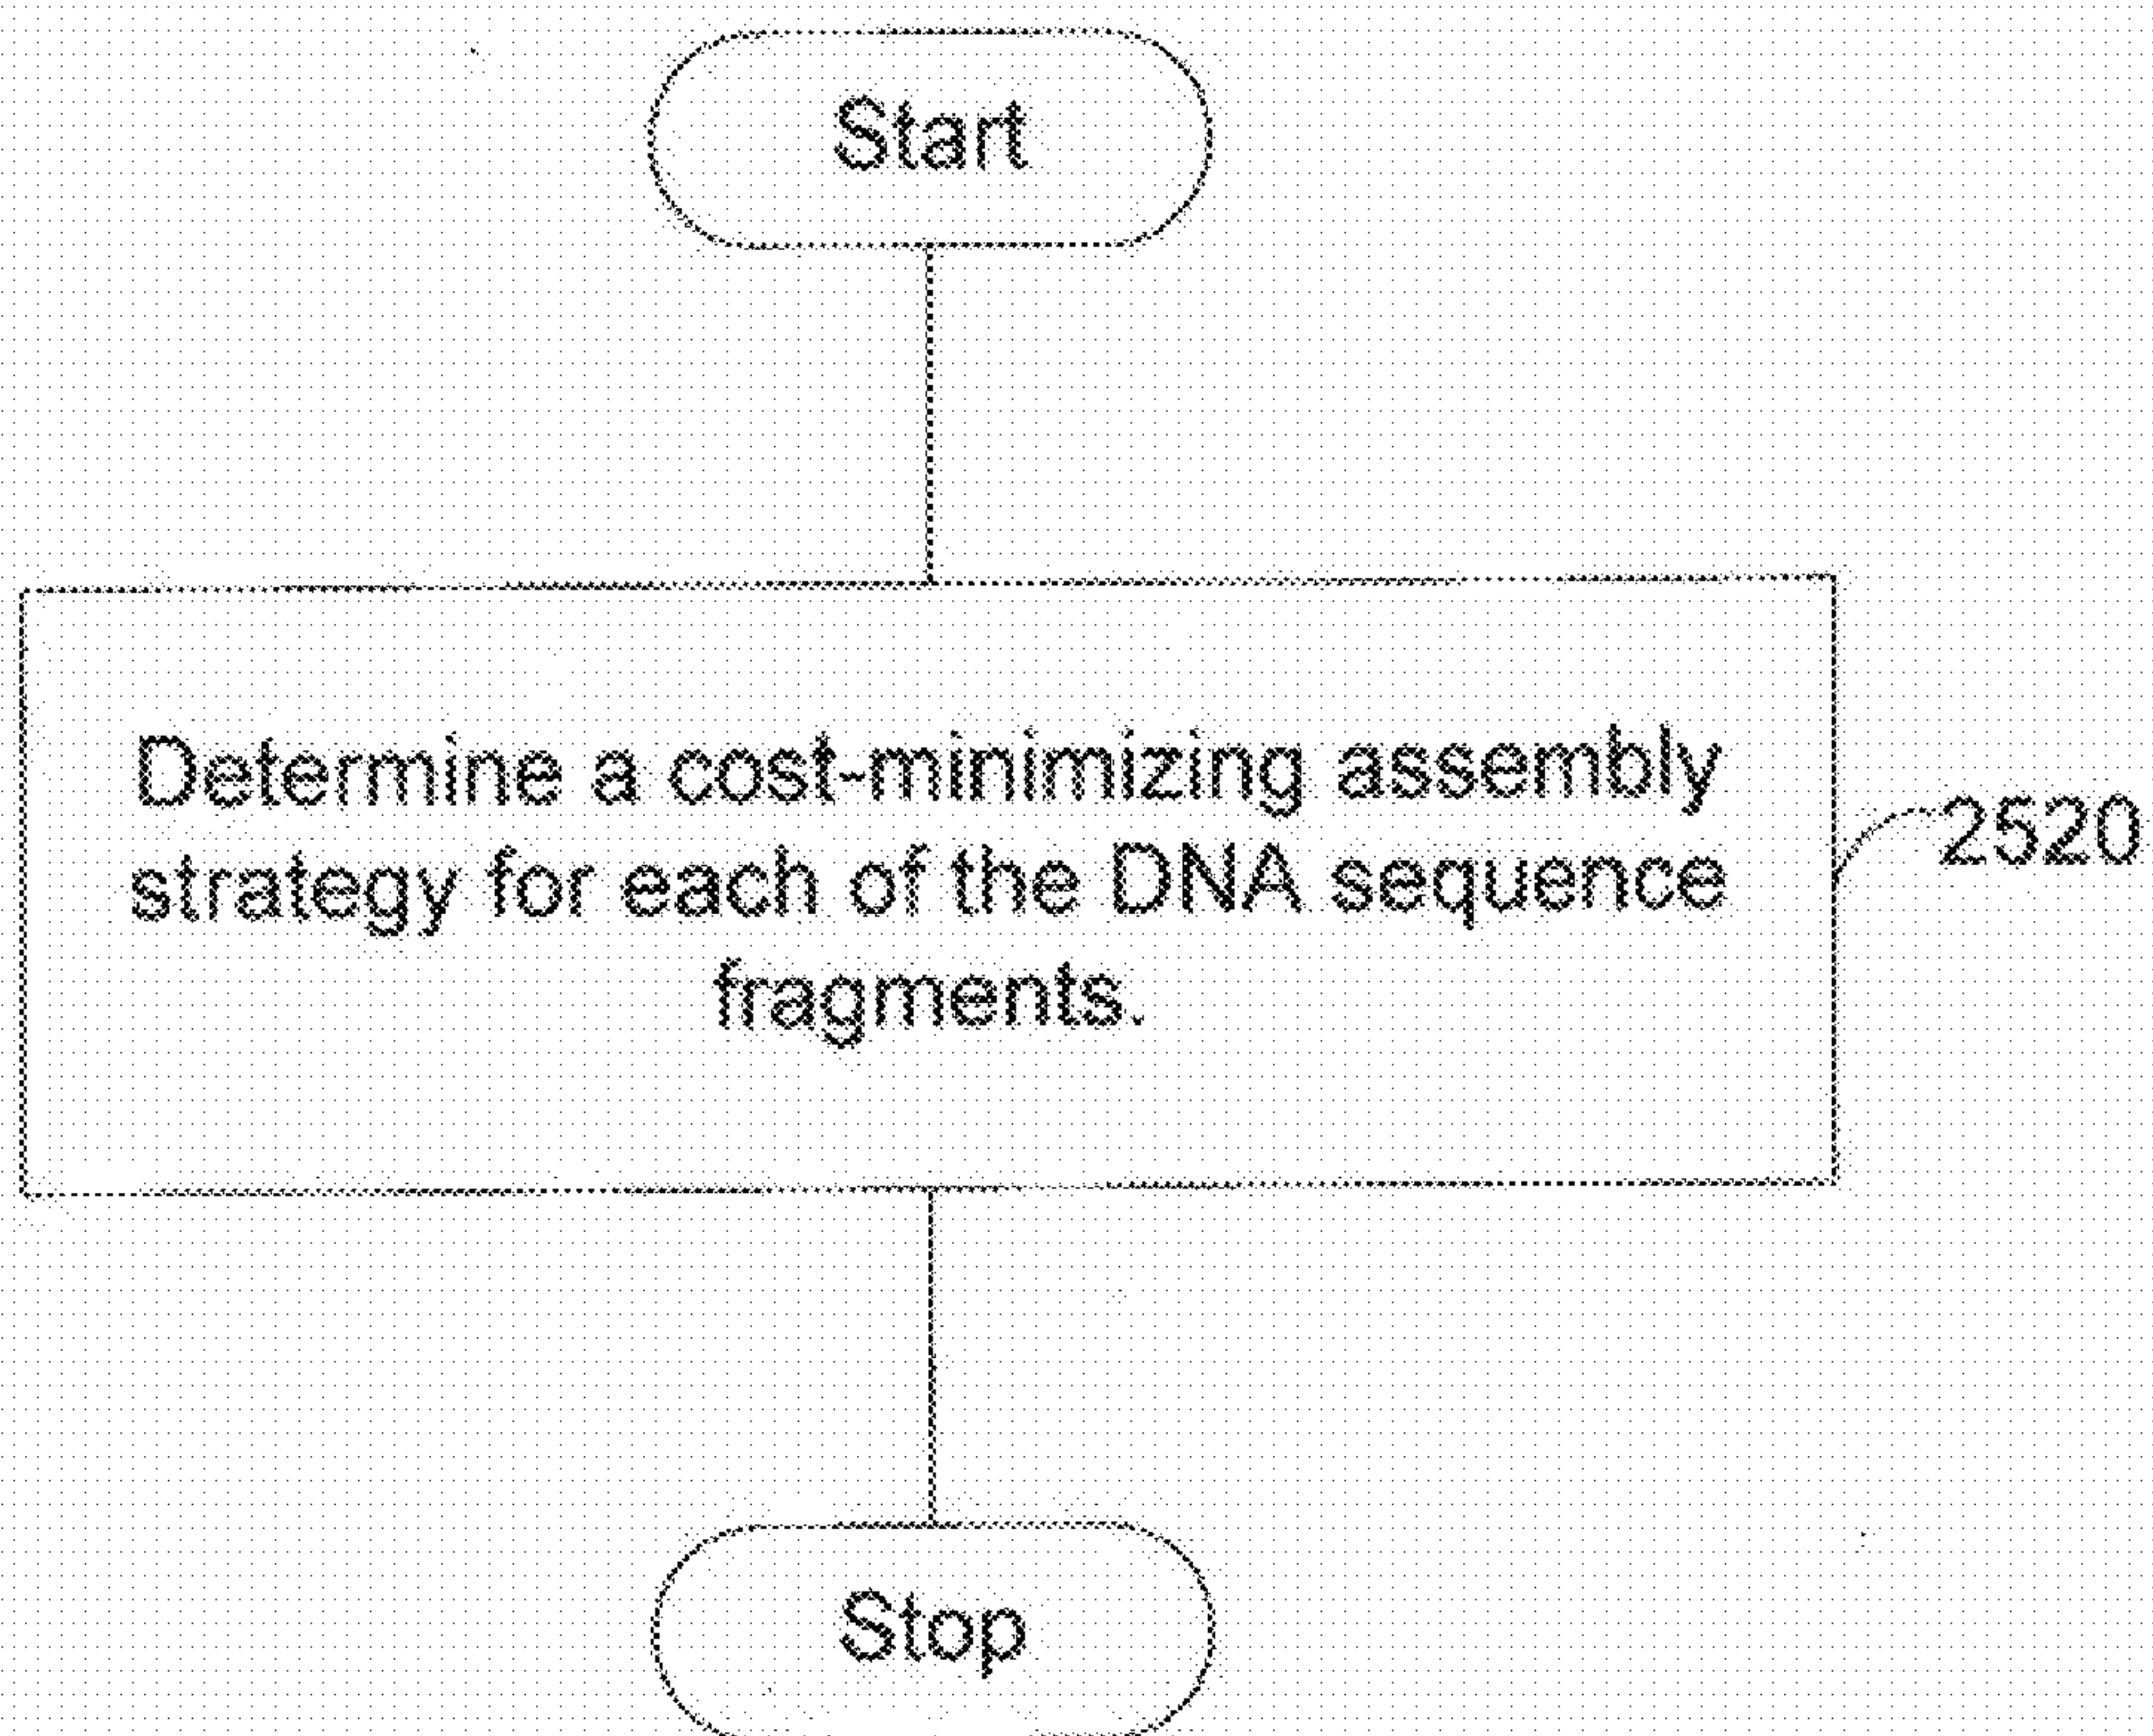 Start
Determine a cost-minimizing assembly
strategy for each of the DNA sequence
fragments.
2520
Stop